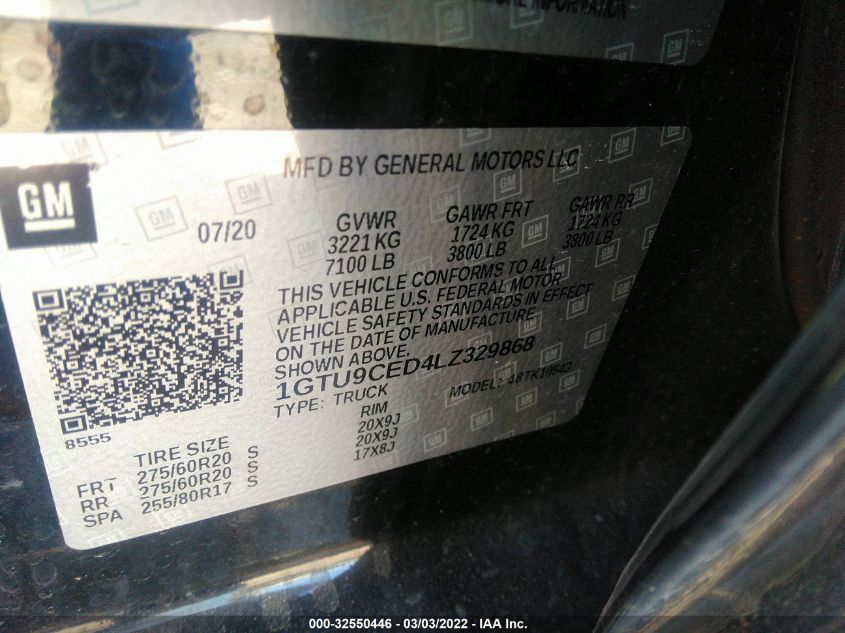 INFORMATION
GM
MFD BY GENERAL MOTORS LLC
GM
07/20
GVWR
3221 KG
7100 LB
GAWR FRT
1724 KG
3800 LB
GAWR RR
1724 KG
3800 LB
THIS VEHICLE CONFORMS TO ALL
APPLICABLE U.S. FEDERAL MOTOR
VEHICLE SAFETY STANDARDS IN EFFECT
ON THE DATE OF MANUFACTURE
SHOWN ABOVE.
1GTU9CED4LZ329868
TYPE: TRUCK
MODEL: 48TK10543
8555
TIRE SIZE
RIM
FRT 275/60R20 S 20X9J
RR 275/60R20 S 20X9J
SPA 255/80R17 S 17X8J
000-32550446 - 03/03/2022 - IAA Inc.